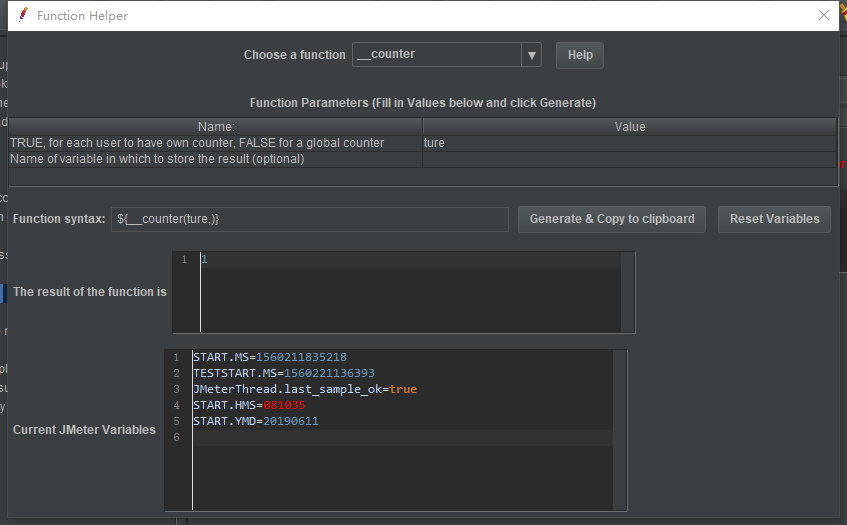 Function Helper
Choose a function __counter Help
Function Parameters (Fill in Values below and click Generate)
Name: Value
TRUE, for each user to have own counter, FALSE for a global counter ture
Name of variable in which to store the result (optional)
Function syntax: ${__counter(ture,)} Generate & Copy to clipboard Reset Variables
The result of the function is
1 1
Current JMeter Variables
1 START.MS=1560211835218
2 TESTSTART.MS=1560221136393
3 JMeterThread.last_sample_ok=true
4 START.HMS=081035
5 START.YMD=20190611
6